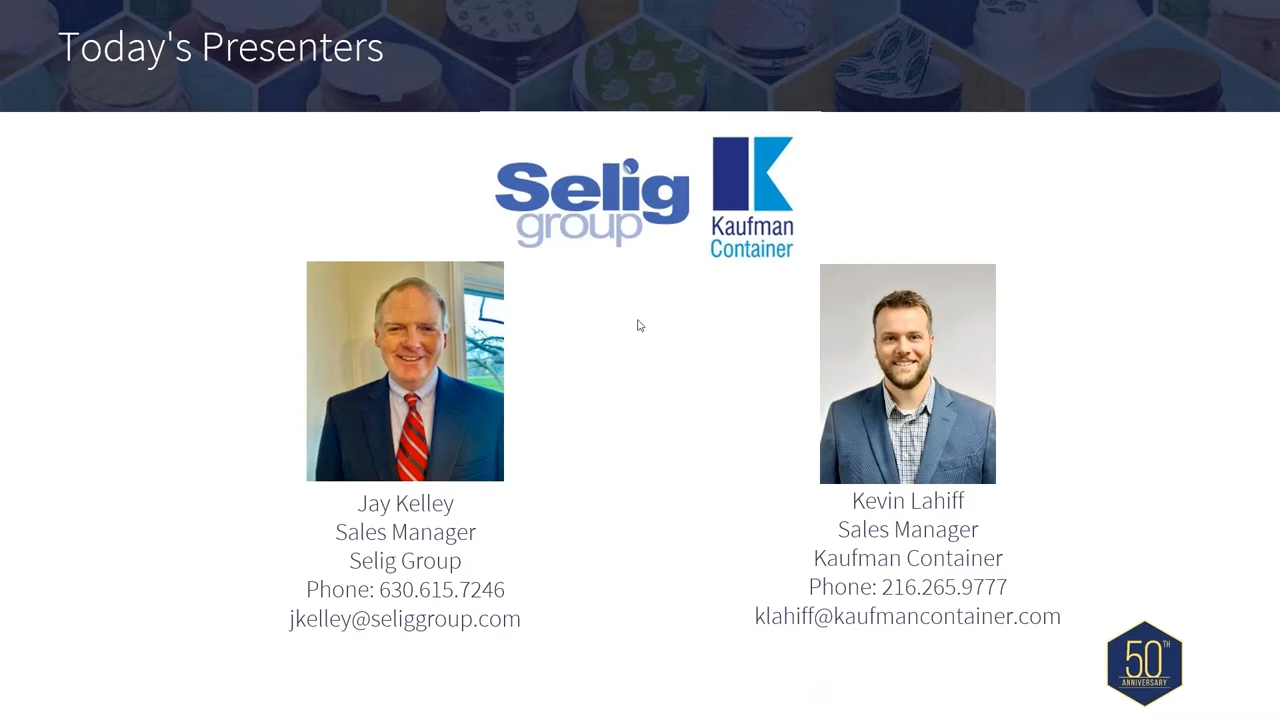 Today's Presenters
Selig
group
Kaufman
Container
Jay Kelley
Sales Manager
Selig Group
Phone: 630.615.7246
jkelley@seliggroup.com
Kevin Lahiff
Sales Manager
Kaufman Container
Phone: 216.265.9777
klahiff@kaufmancontainer.com
50TH
ANNIVERSARY